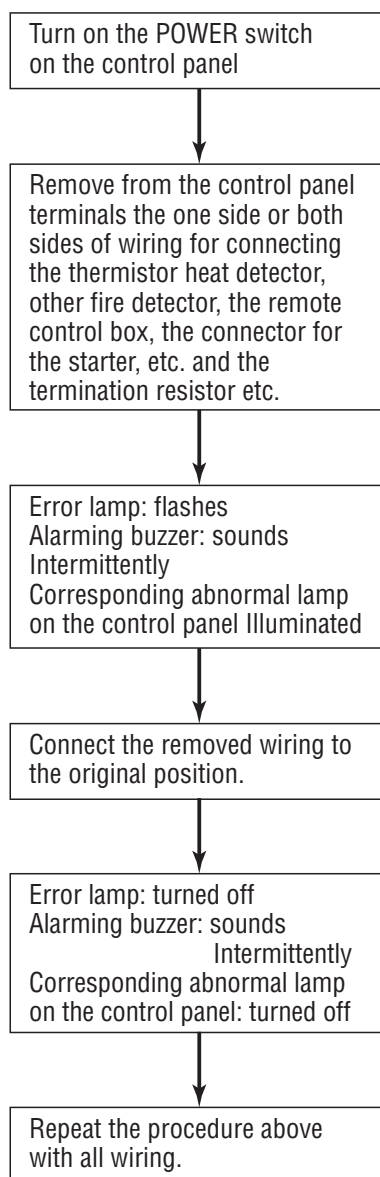 Turn on the POWER switch
on the control panel
Remove from the control panel
terminals the one side or both
sides of wiring for connecting
the thermistor heat detector,
other fire detector, the remote
control box, the connector for
the starter, etc. and the
termination resistor etc.
Error lamp: flashes
Alarming buzzer: sounds
Intermittently
Corresponding abnormal lamp
on the control panel Illuminated
Connect the removed wiring to
the original position.
Error lamp: turned off
Alarming buzzer: sounds
Intermittently
Corresponding abnormal lamp
on the control panel: turned off
Repeat the procedure above
with all wiring.